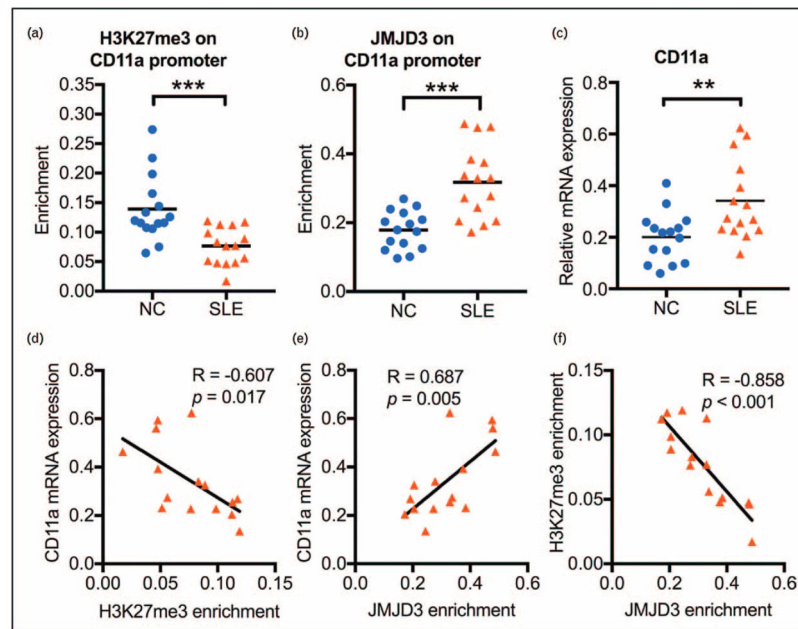 (a)
H3K27me3 on
CD11a promoter
***
Enrichment
0.35
0.30
0.25
0.20
0.15
0.10
0.05
0.00
NC
SLE
(b)
JMJD3 on
CD11a promoter
***
Enrichment
0.6
0.4
0.2
0.0
NC
SLE
(c)
CD11a
**
Relative mRNA expression
0.8
0.6
0.4
0.2
0.0
NC
SLE
(d)
R = -0.607
p = 0.017
CD11a mRNA expression
0.8
0.6
0.4
0.2
0.0
0.00
0.05
0.10
0.15
H3K27me3 enrichment
(e)
R = 0.687
p = 0.005
CD11a mRNA expression
0.8
0.6
0.4
0.2
0.0
0.0
0.2
0.4
0.6
JMJD3 enrichment
(f)
R = -0.858
p < 0.001
H3K27me3 enrichment
0.15
0.10
0.05
0.00
0.0
0.2
0.4
0.6
JMJD3 enrichment